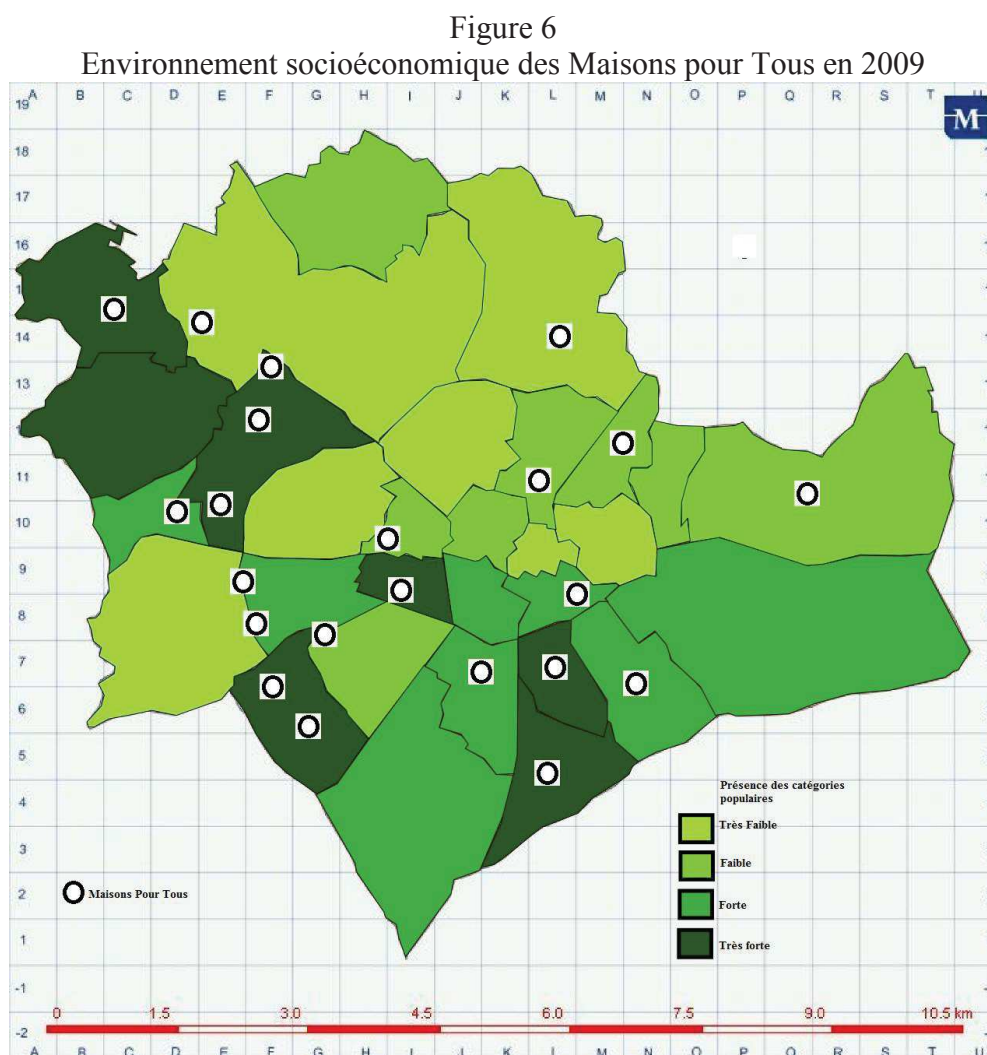 Figure 6
Environnement socioéconomique des Maisons pour Tous en 2009
A B C D E F G H I J K L M N O P Q R S T U
M
19
18
17
16
14
13
11
10
9
8
7
6
5
4
3
2
1
-1
-2
Présence des catégories
populaires
Très Faible
Faible
Forte
Très forte
Maisons Pour Tous
0 1.5 3.0 4.5 6.0 7.5 9.0 10.5 km
A B C D E F G H I J K L M N O P Q R S T U